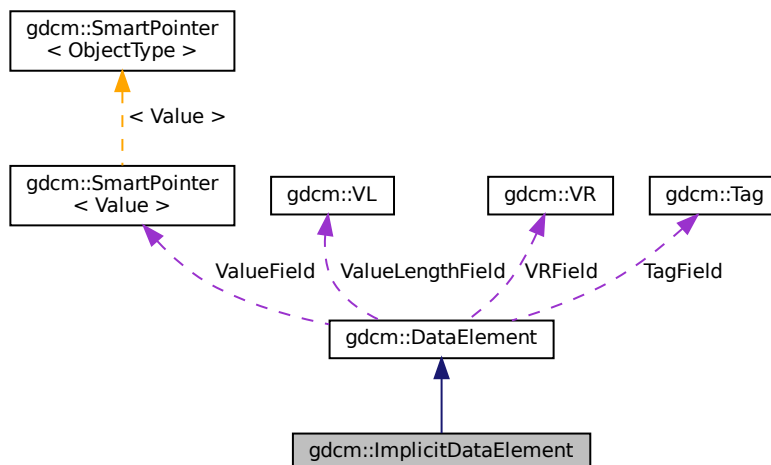 gdcm::SmartPointer
< ObjectType >
< Value >
gdcm::SmartPointer
< Value >
gdcm::VL
gdcm::VR
gdcm::Tag
ValueField
ValueLengthField
VRField
TagField
gdcm::DataElement
gdcm::ImplicitDataElement